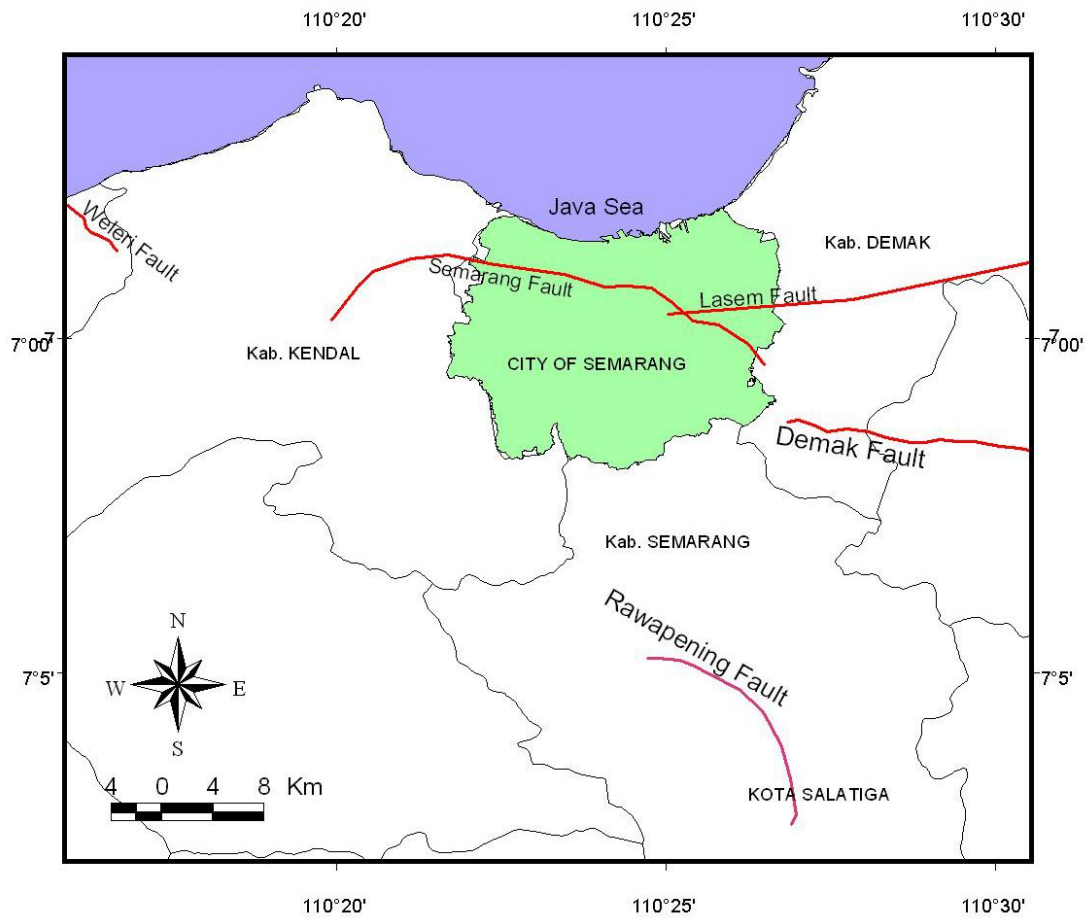 110°20' 110°25' 110°30'
Java Sea
Weleri Fault
Kab. DEMAK
Semarang Fault
Lasem Fault
7°00' 7°00'
Kab. KENDAL
CITY OF SEMARANG
Demak Fault
Kab. SEMARANG
Rawapening Fault
N
7°5' 7°5'
W E
S
4 0 4 8 Km
KOTA SALATIGA
110°20' 110°25' 110°30'